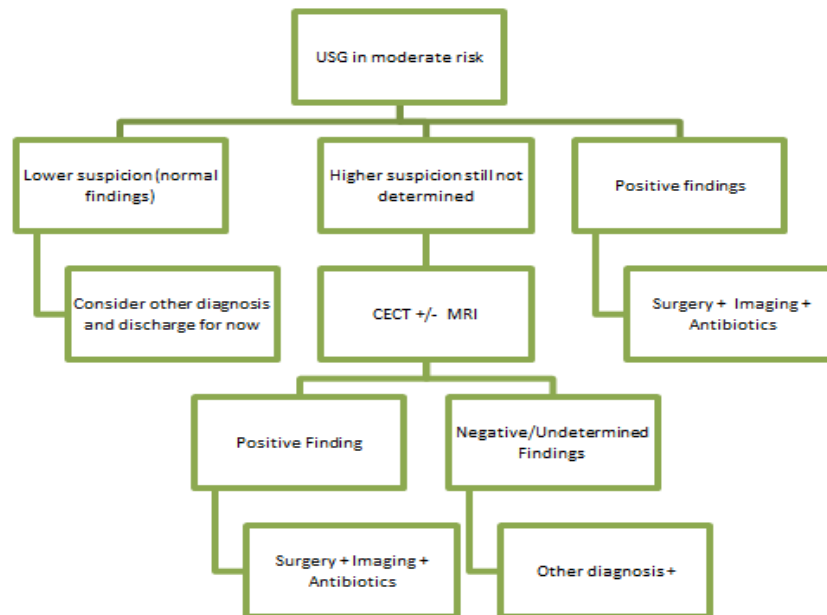 USG in moderate risk
Lower suspicion (normal
findings)
Higher suspicion still not
determined
Positive findings
Consider other diagnosis
and discharge for now
CECT +/- MRI
Surgery + Imaging +
Antibiotics
Positive Finding
Negative/Undetermined
Findings
Surgery + Imaging +
Antibiotics
Other diagnosis +